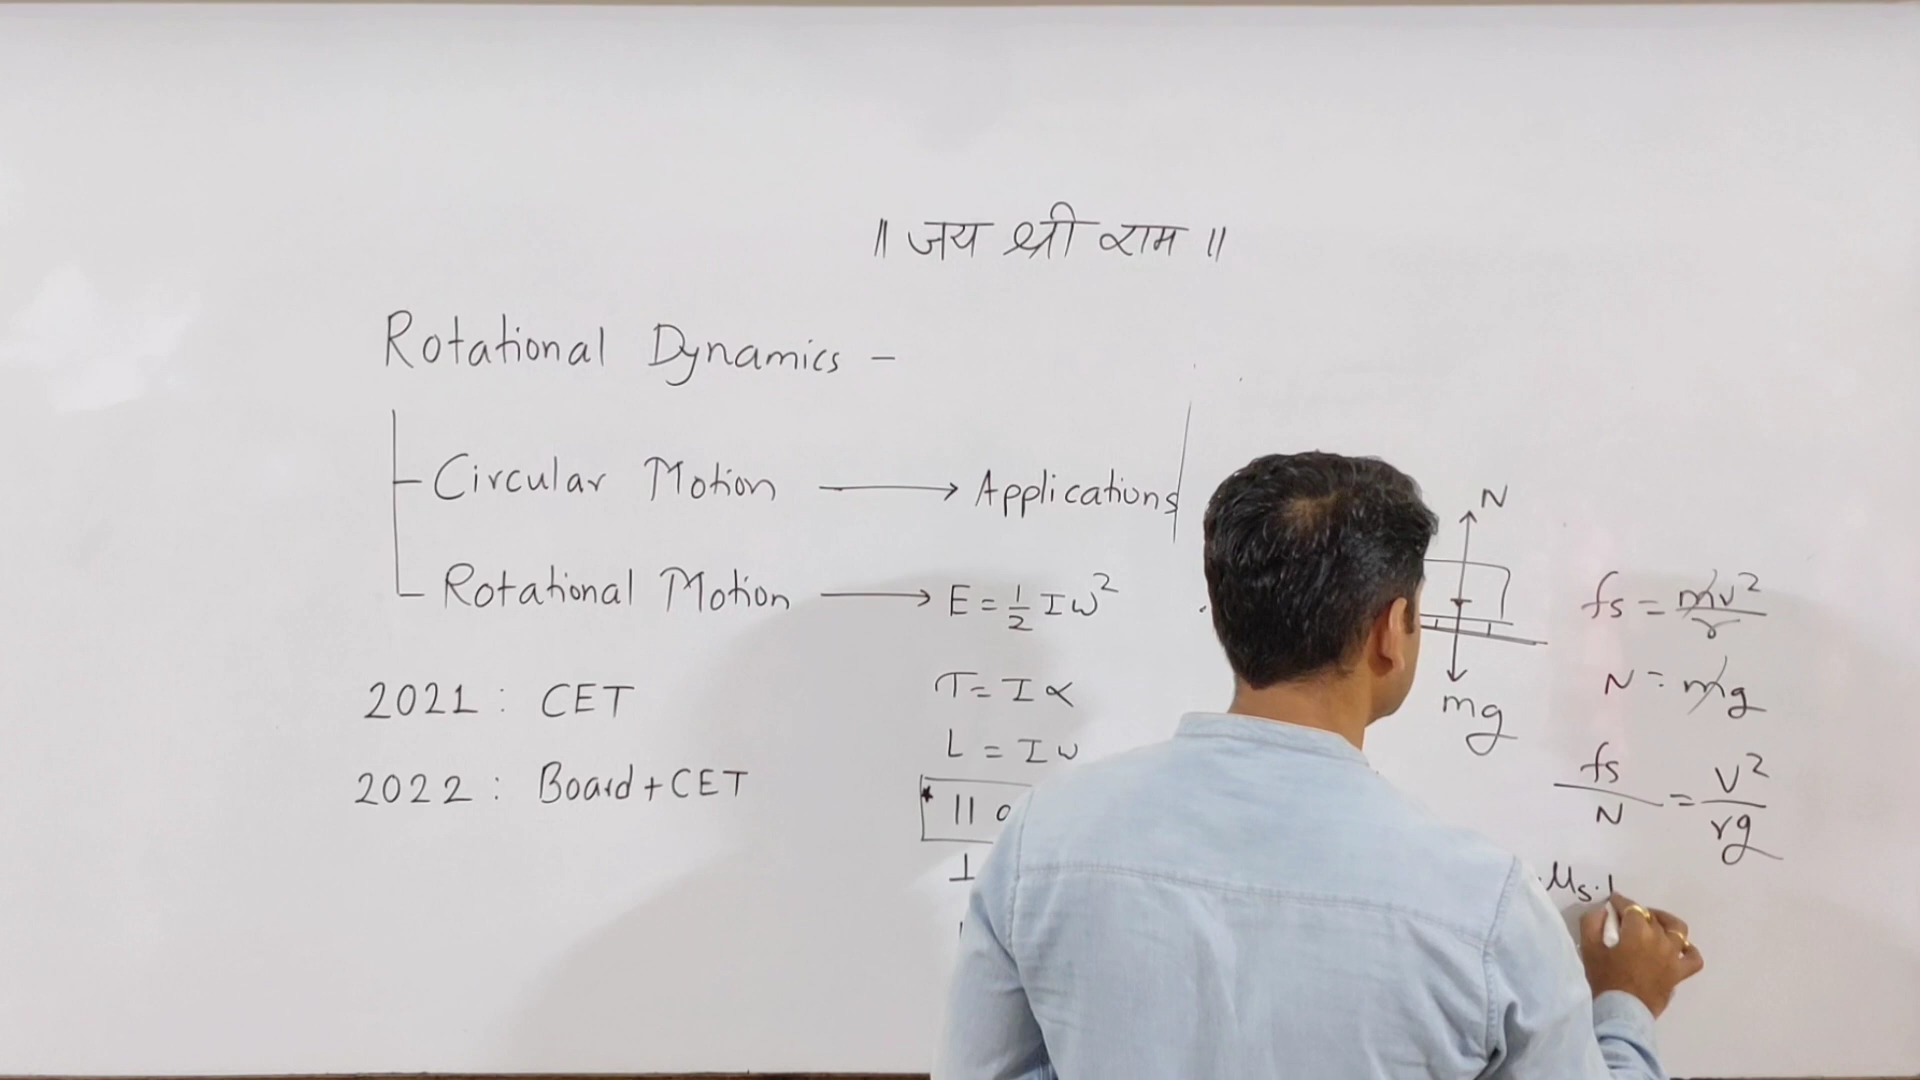 ॥ जय श्री राम ॥
Rotational Dynamics -
Circular Motion → Applications
Rotational Motion → E = 1/2 Iω²
τ = Iα
L = Iω
2021 : CET
2022 : Board + CET
* ||
⊥
N
mg
fs = mv²/r
N = mg
fs/N = v²/rg
μs.